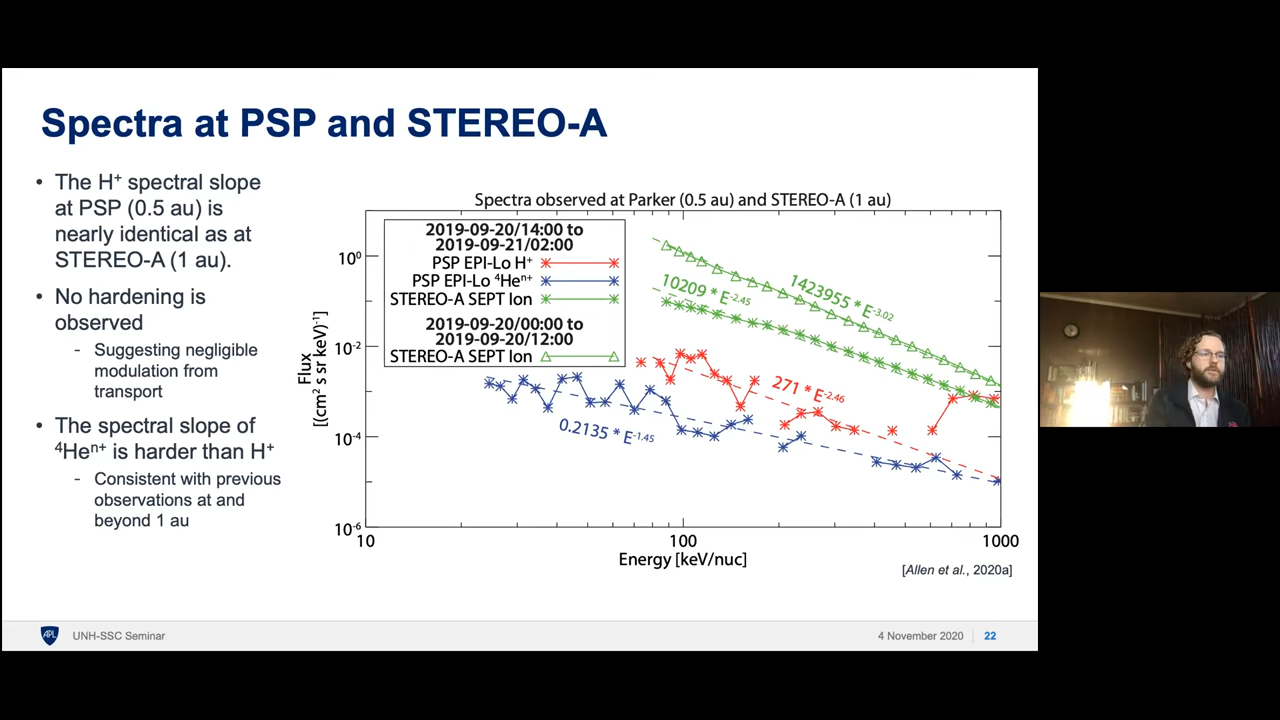 Spectra at PSP and STEREO-A
• The H⁺ spectral slope
at PSP (0.5 au) is
nearly identical as at
STEREO-A (1 au).
• No hardening is
observed
- Suggesting negligible
modulation from
transport
• The spectral slope of
⁴Heⁿ⁺ is harder than H⁺
- Consistent with previous
observations at and
beyond 1 au
Spectra observed at Parker (0.5 au) and STEREO-A (1 au)
2019-09-20/14:00 to
2019-09-21/02:00
PSP EPI-Lo H⁺
PSP EPI-Lo ⁴Heⁿ⁺
STEREO-A SEPT Ion
2019-09-20/00:00 to
2019-09-20/12:00
STEREO-A SEPT Ion
1423955 * E⁻³·⁰²
10209 * E⁻²·⁴⁵
271 * E⁻²·⁴⁶
0.2135 * E⁻¹·⁴⁵
Flux
[(cm² s sr keV)⁻¹]
10⁰
10⁻²
10⁻⁴
10⁻⁶
10
100
1000
Energy [keV/nuc]
[Allen et al., 2020a]
APL
UNH-SSC Seminar
4 November 2020
22